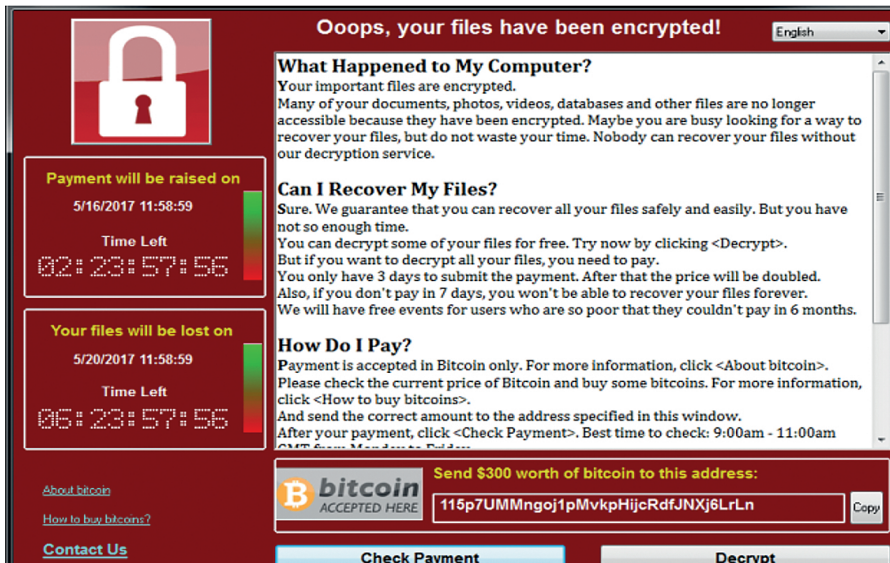 Ooops, your files have been encrypted!
English
Payment will be raised on
5/16/2017 11:58:59
Time Left
02:23:57:56
Your files will be lost on
5/20/2017 11:58:59
Time Left
06:23:57:56
About bitcoin
How to buy bitcoins?
Contact Us
What Happened to My Computer?
Your important files are encrypted.
Many of your documents, photos, videos, databases and other files are no longer
accessible because they have been encrypted. Maybe you are busy looking for a way to
recover your files, but do not waste your time. Nobody can recover your files without
our decryption service.
Can I Recover My Files?
Sure. We guarantee that you can recover all your files safely and easily. But you have
not so enough time.
You can decrypt some of your files for free. Try now by clicking <Decrypt>.
But if you want to decrypt all your files, you need to pay.
You only have 3 days to submit the payment. After that the price will be doubled.
Also, if you don't pay in 7 days, you won't be able to recover your files forever.
We will have free events for users who are so poor that they couldn't pay in 6 months.
How Do I Pay?
Payment is accepted in Bitcoin only. For more information, click <About bitcoin>.
Please check the current price of Bitcoin and buy some bitcoins. For more information,
click <How to buy bitcoins>.
And send the correct amount to the address specified in this window.
After your payment, click <Check Payment>. Best time to check: 9:00am - 11:00am
GMT from Monday to Friday.
bitcoin
ACCEPTED HERE
Send $300 worth of bitcoin to this address:
115p7UMMngoj1pMvkpHijcRdfJNXj6LrLn
Copy
Check Payment
Decrypt